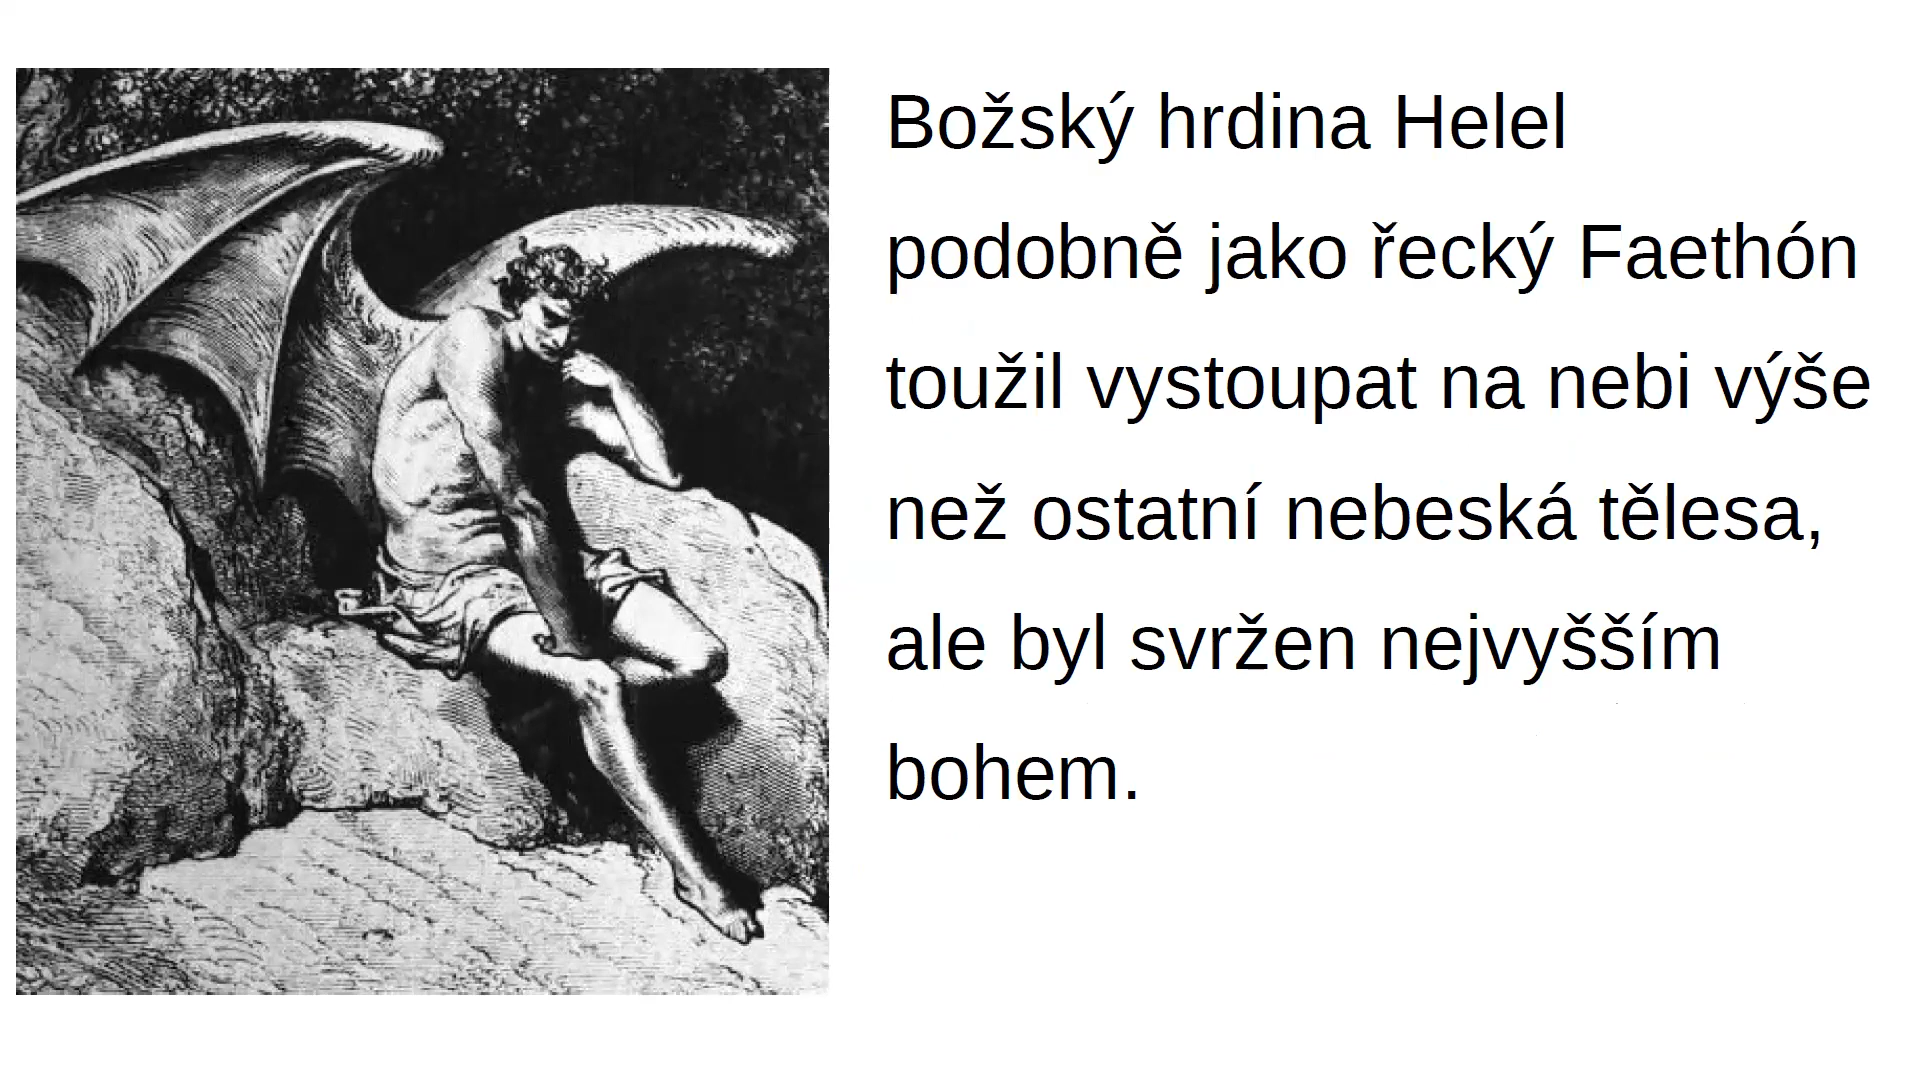 Božský hrdina Helel
podobně jako řecký Faethón
toužil vystoupat na nebi výše
než ostatní nebeská tělesa,
ale byl svržen nejvyšším
bohem.